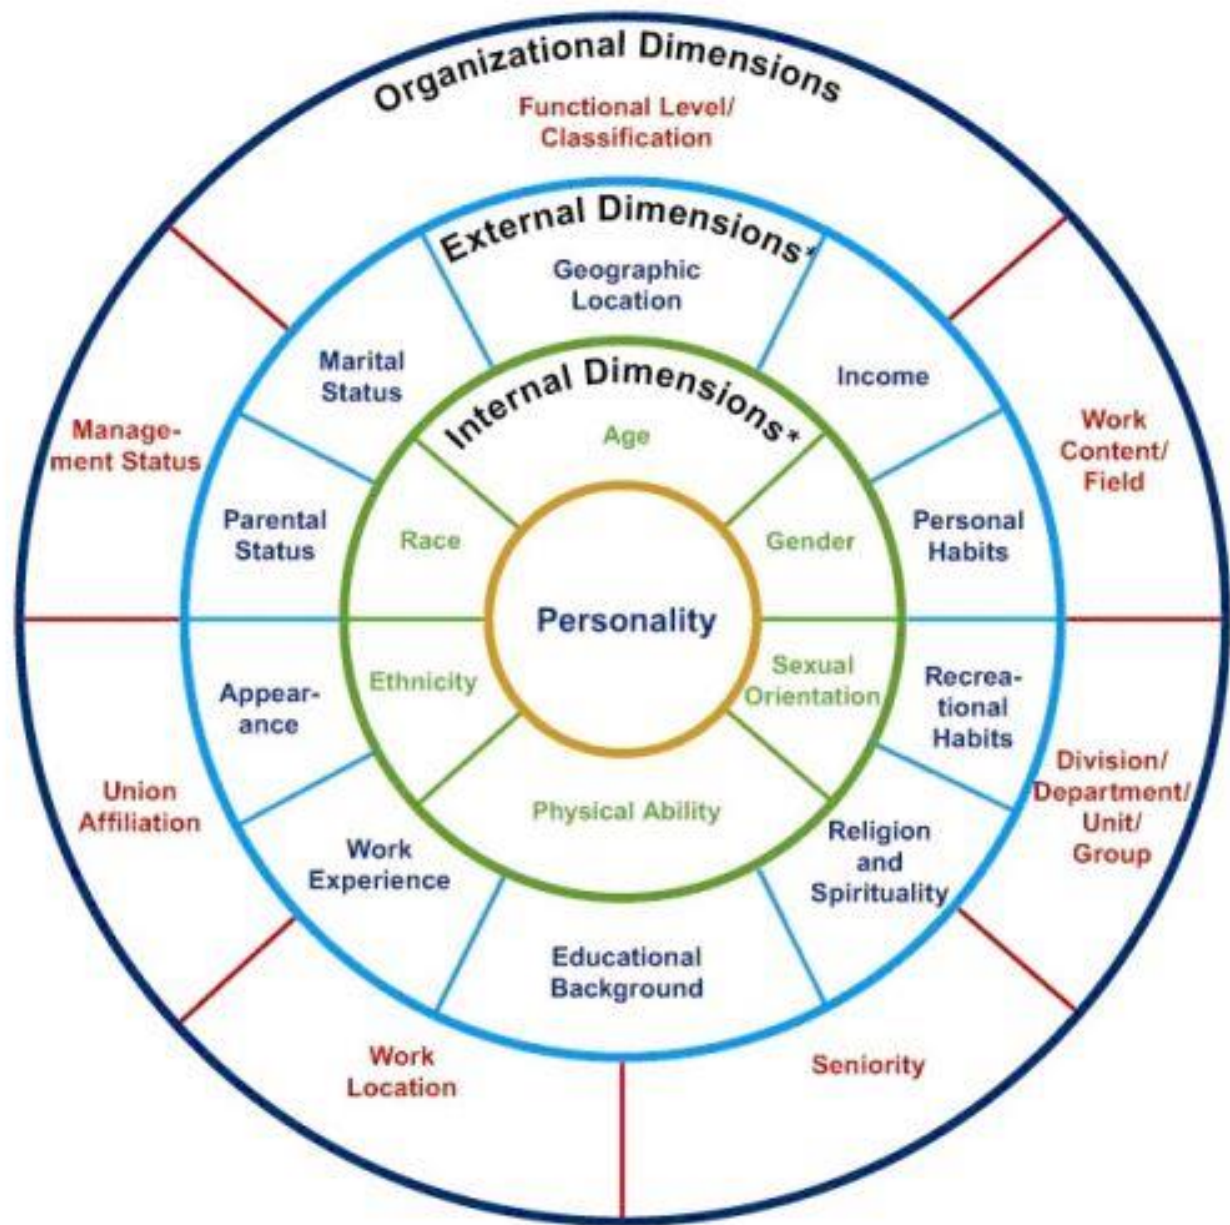 Organizational Dimensions
Functional Level/
Classification
External Dimensions*
Geographic
Location
Marital
Status
Income
Internal Dimensions*
Age
Manage-
ment Status
Work
Content/
Field
Parental
Status
Race
Gender
Personal
Habits
Personality
Appear-
ance
Ethnicity
Sexual
Orientation
Recrea-
tional
Habits
Union
Affiliation
Division/
Department/
Unit/
Group
Physical Ability
Work
Experience
Religion
and
Spirituality
Educational
Background
Work
Location
Seniority